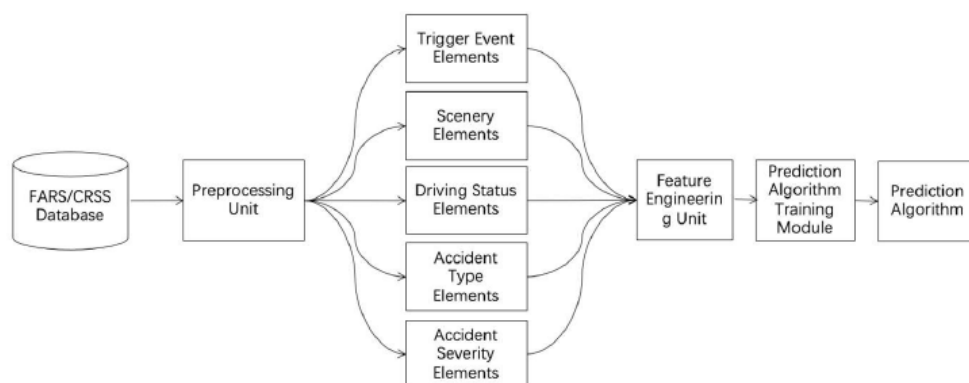 FARS/CRSS
Database
Preprocessing
Unit
Trigger Event
Elements
Scenery
Elements
Driving Status
Elements
Accident
Type
Elements
Accident
Severity
Elements
Feature
Engineerin
g Unit
Prediction
Algorithm
Training
Module
Prediction
Algorithm